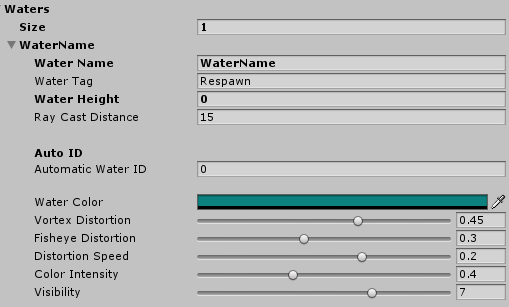 Waters
Size 1
WaterName
Water Name WaterName
Water Tag Respawn
Water Height 0
Ray Cast Distance 15
Auto ID
Automatic Water ID 0
Water Color
Vortex Distortion 0.45
Fisheye Distortion 0.3
Distortion Speed 0.2
Color Intensity 0.4
Visibility 7